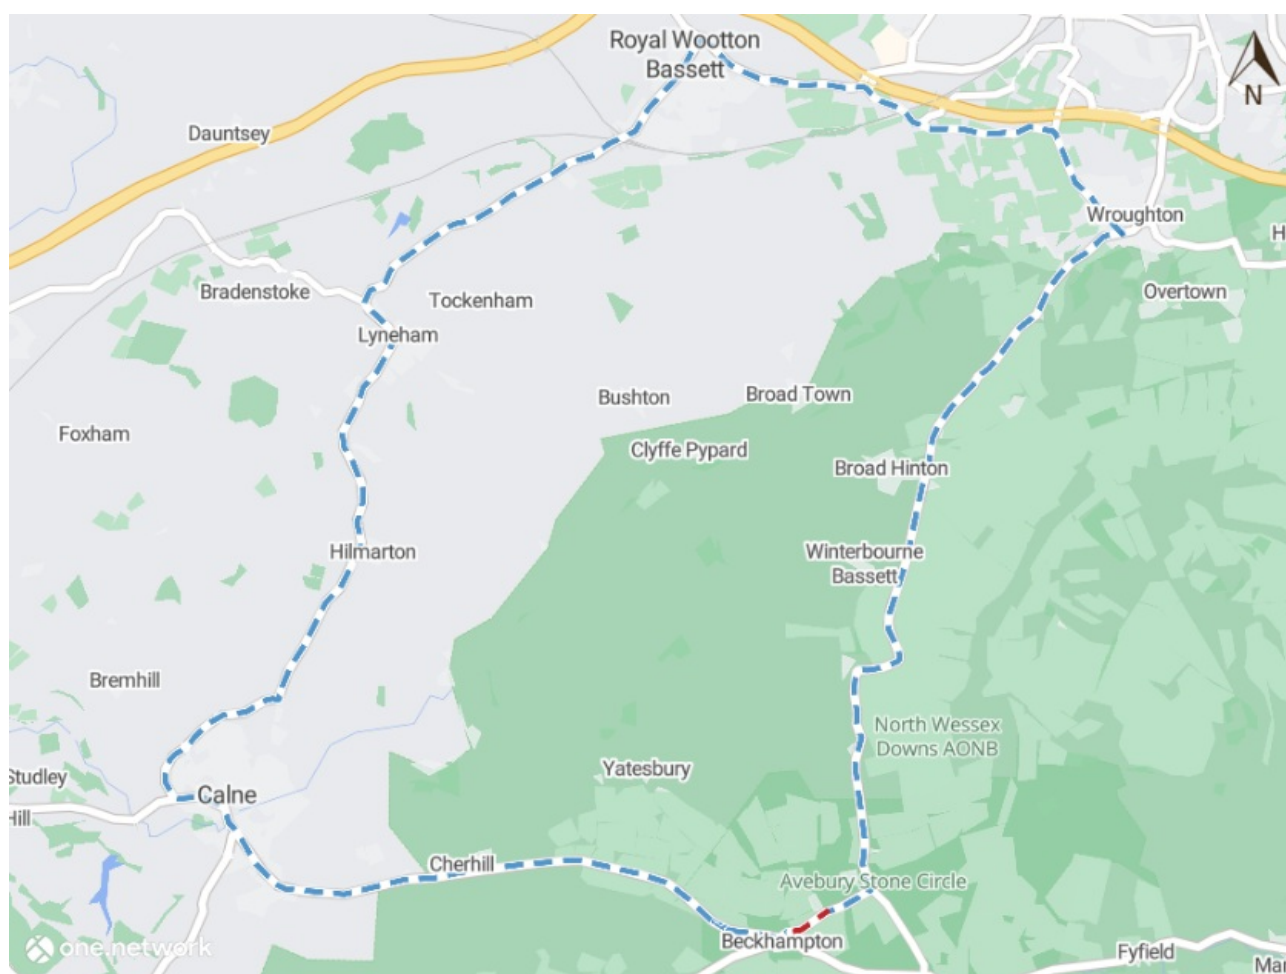 Royal Wootton
Bassett
N
Dauntsey
Wroughton
H
Bradenstoke
Tockenham
Overtown
Lyneham
Bushton
Broad Town
Foxham
Clyffe Pypard
Broad Hinton
Hilmarton
Winterbourne
Bassett
Bremhill
North Wessex
Downs AONB
Yatesbury
Studley
Calne
Hill
Cherhill
Avebury Stone Circle
Beckhampton
one.network
Fyfield
Ma